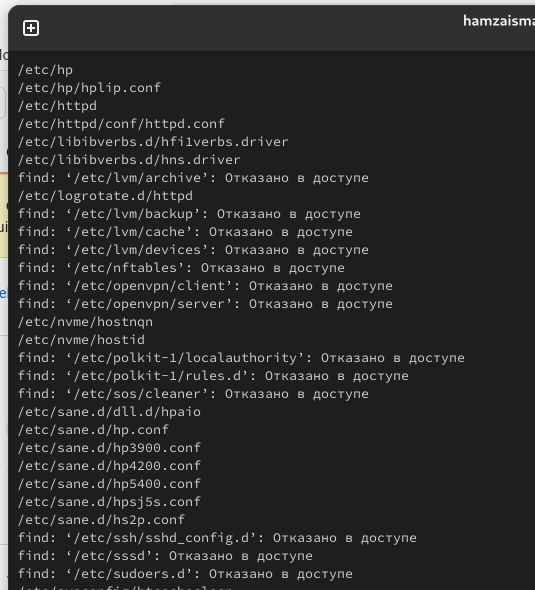 hamzaisma
/etc/hp
/etc/hp/hplip.conf
/etc/httpd
/etc/httpd/conf/httpd.conf
/etc/libibverbs.d/hfi1verbs.driver
/etc/libibverbs.d/hns.driver
find: ‘/etc/lvm/archive’: Отказано в доступе
/etc/logrotate.d/httpd
find: ‘/etc/lvm/backup’: Отказано в доступе
find: ‘/etc/lvm/cache’: Отказано в доступе
find: ‘/etc/lvm/devices’: Отказано в доступе
find: ‘/etc/nftables’: Отказано в доступе
find: ‘/etc/openvpn/client’: Отказано в доступе
find: ‘/etc/openvpn/server’: Отказано в доступе
/etc/nvme/hostnqn
/etc/nvme/hostid
find: ‘/etc/polkit-1/localauthority’: Отказано в доступе
find: ‘/etc/polkit-1/rules.d’: Отказано в доступе
find: ‘/etc/sos/cleaner’: Отказано в доступе
/etc/sane.d/dll.d/hpaio
/etc/sane.d/hp.conf
/etc/sane.d/hp3900.conf
/etc/sane.d/hp4200.conf
/etc/sane.d/hp5400.conf
/etc/sane.d/hpsj5s.conf
/etc/sane.d/hs2p.conf
find: ‘/etc/ssh/sshd_config.d’: Отказано в доступе
find: ‘/etc/sssd’: Отказано в доступе
find: ‘/etc/sudoers.d’: Отказано в доступе